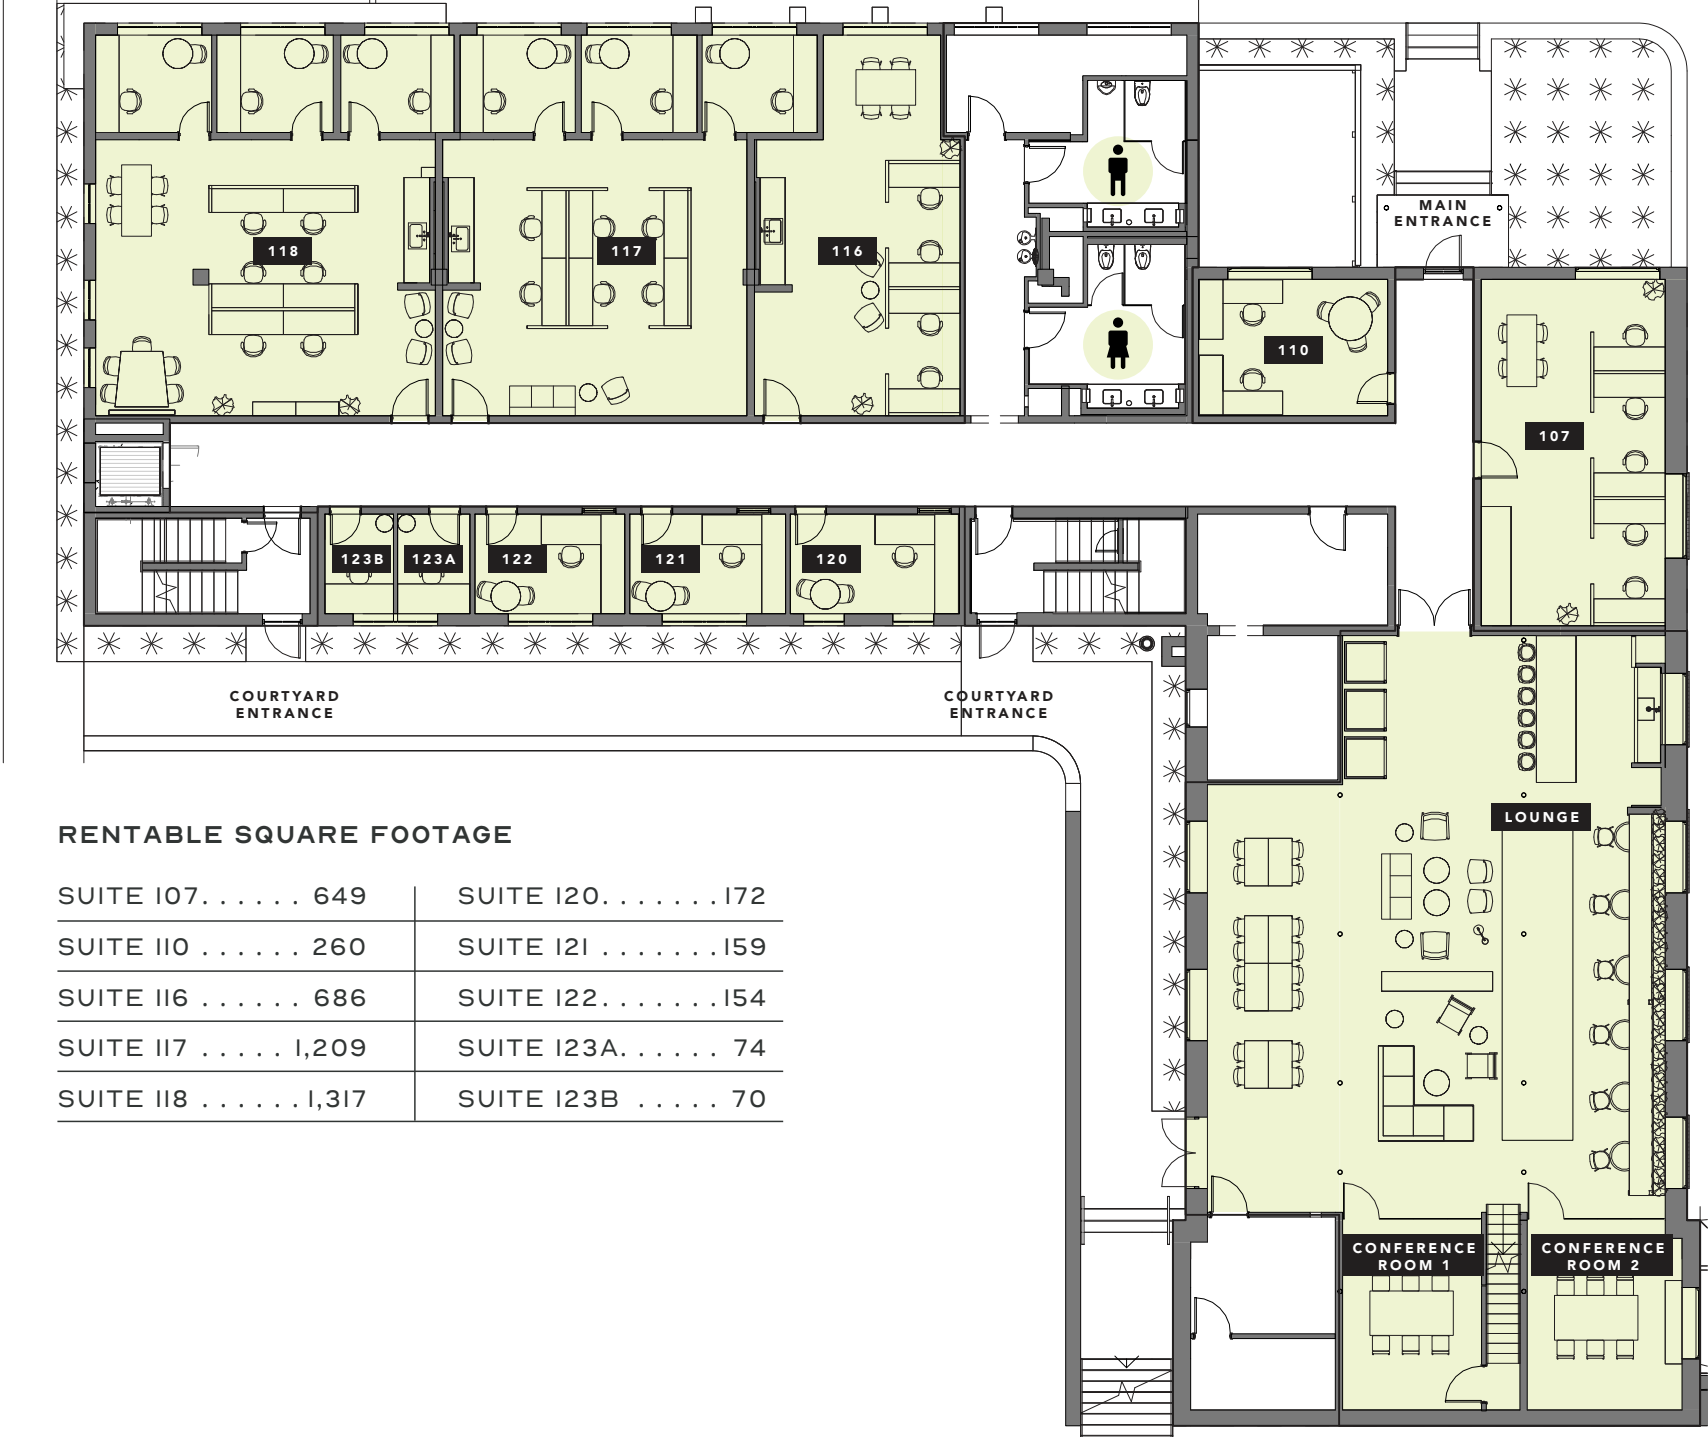 MAIN
ENTRANCE
118
117
116
110
107
123B
123A
122
121
120
COURTYARD
ENTRANCE
COURTYARD
ENTRANCE
LOUNGE
RENTABLE SQUARE FOOTAGE
SUITE 107. . . . . . 649
SUITE 120. . . . . . .172
SUITE 110 . . . . . . 260
SUITE 121 . . . . . . .159
SUITE 116 . . . . . . 686
SUITE 122. . . . . . .154
SUITE 117 . . . . . 1,209
SUITE 123A. . . . . . 74
SUITE 118 . . . . . .1,317
SUITE 123B . . . . . 70
CONFERENCE
ROOM 1
CONFERENCE
ROOM 2